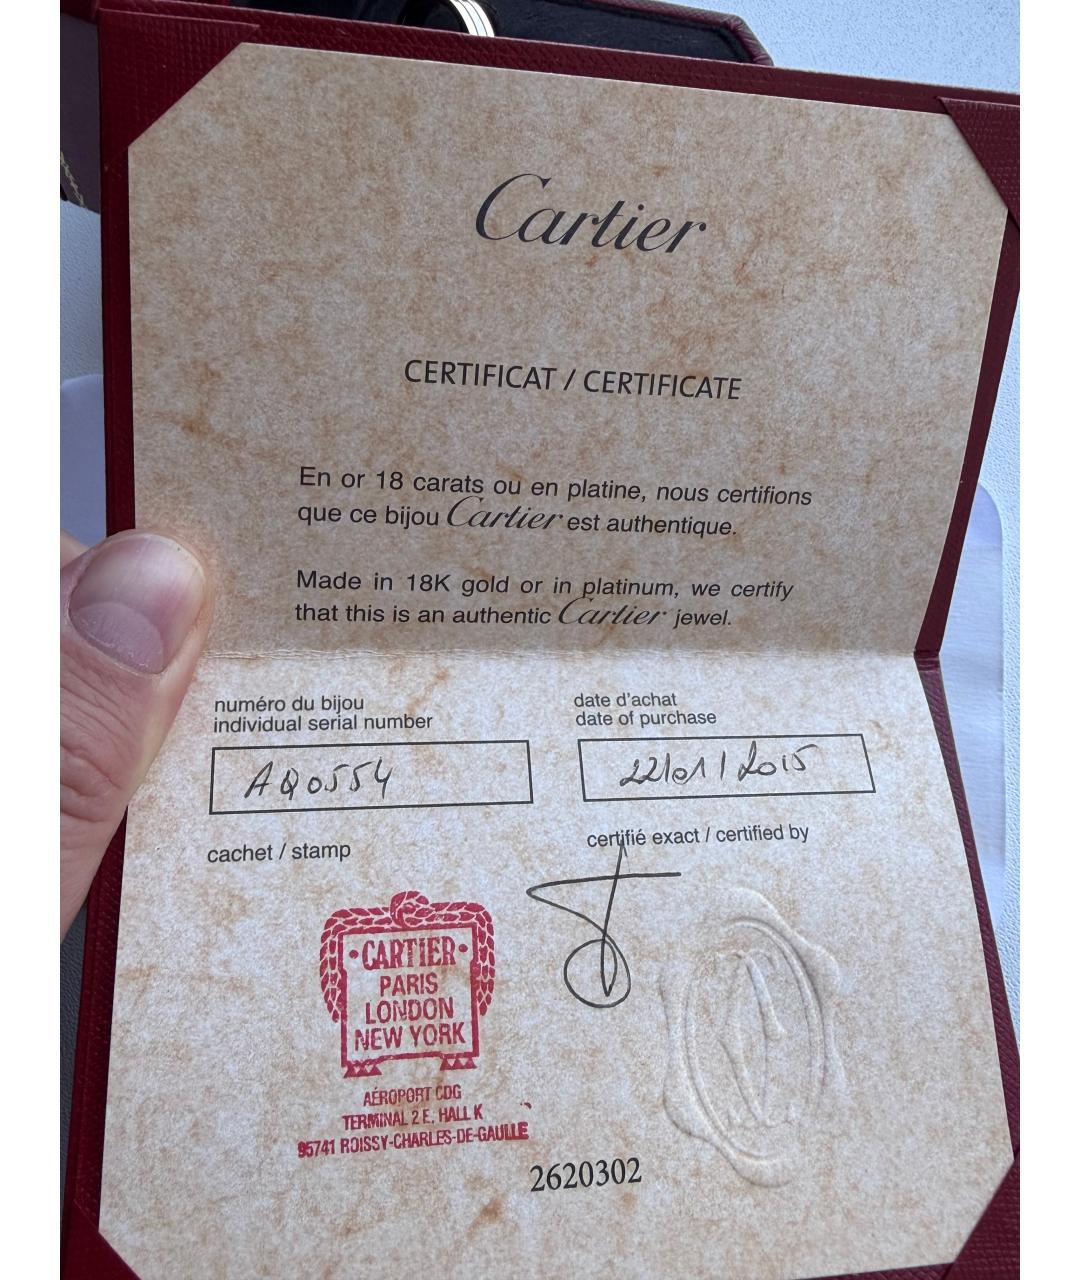 Cartier
CERTIFICAT / CERTIFICATE
En or 18 carats ou en platine, nous certifions
que ce bijou Cartier est authentique.
Made in 18K gold or in platinum, we certify
that this is an authentic Cartier jewel.
numéro du bijou
individual serial number
date d'achat
date of purchase
AQ0554
22/01/2015
cachet / stamp
certifié exact / certified by
•CARTIER•
PARIS
LONDON
NEW YORK
AÉROPORT CDG
TERMINAL 2 E, HALL K
95741 ROISSY-CHARLES-DE-GAULLE
2620302